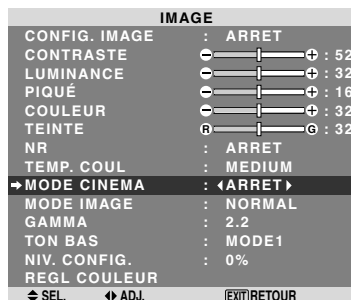 IMAGE
CONFIG. IMAGE : ARRET
CONTRASTE : 52
LUMINANCE : 32
PIQUÉ : 16
COULEUR : 32
TEINTE R G : 32
NR : ARRET
TEMP. COUL : MEDIUM
MODE CINEMA : ARRET
MODE IMAGE : NORMAL
GAMMA : 2.2
TON BAS : MODE1
NIV. CONFIG. : 0%
REGL COULEUR
SEL. ADJ. EXIT RETOUR